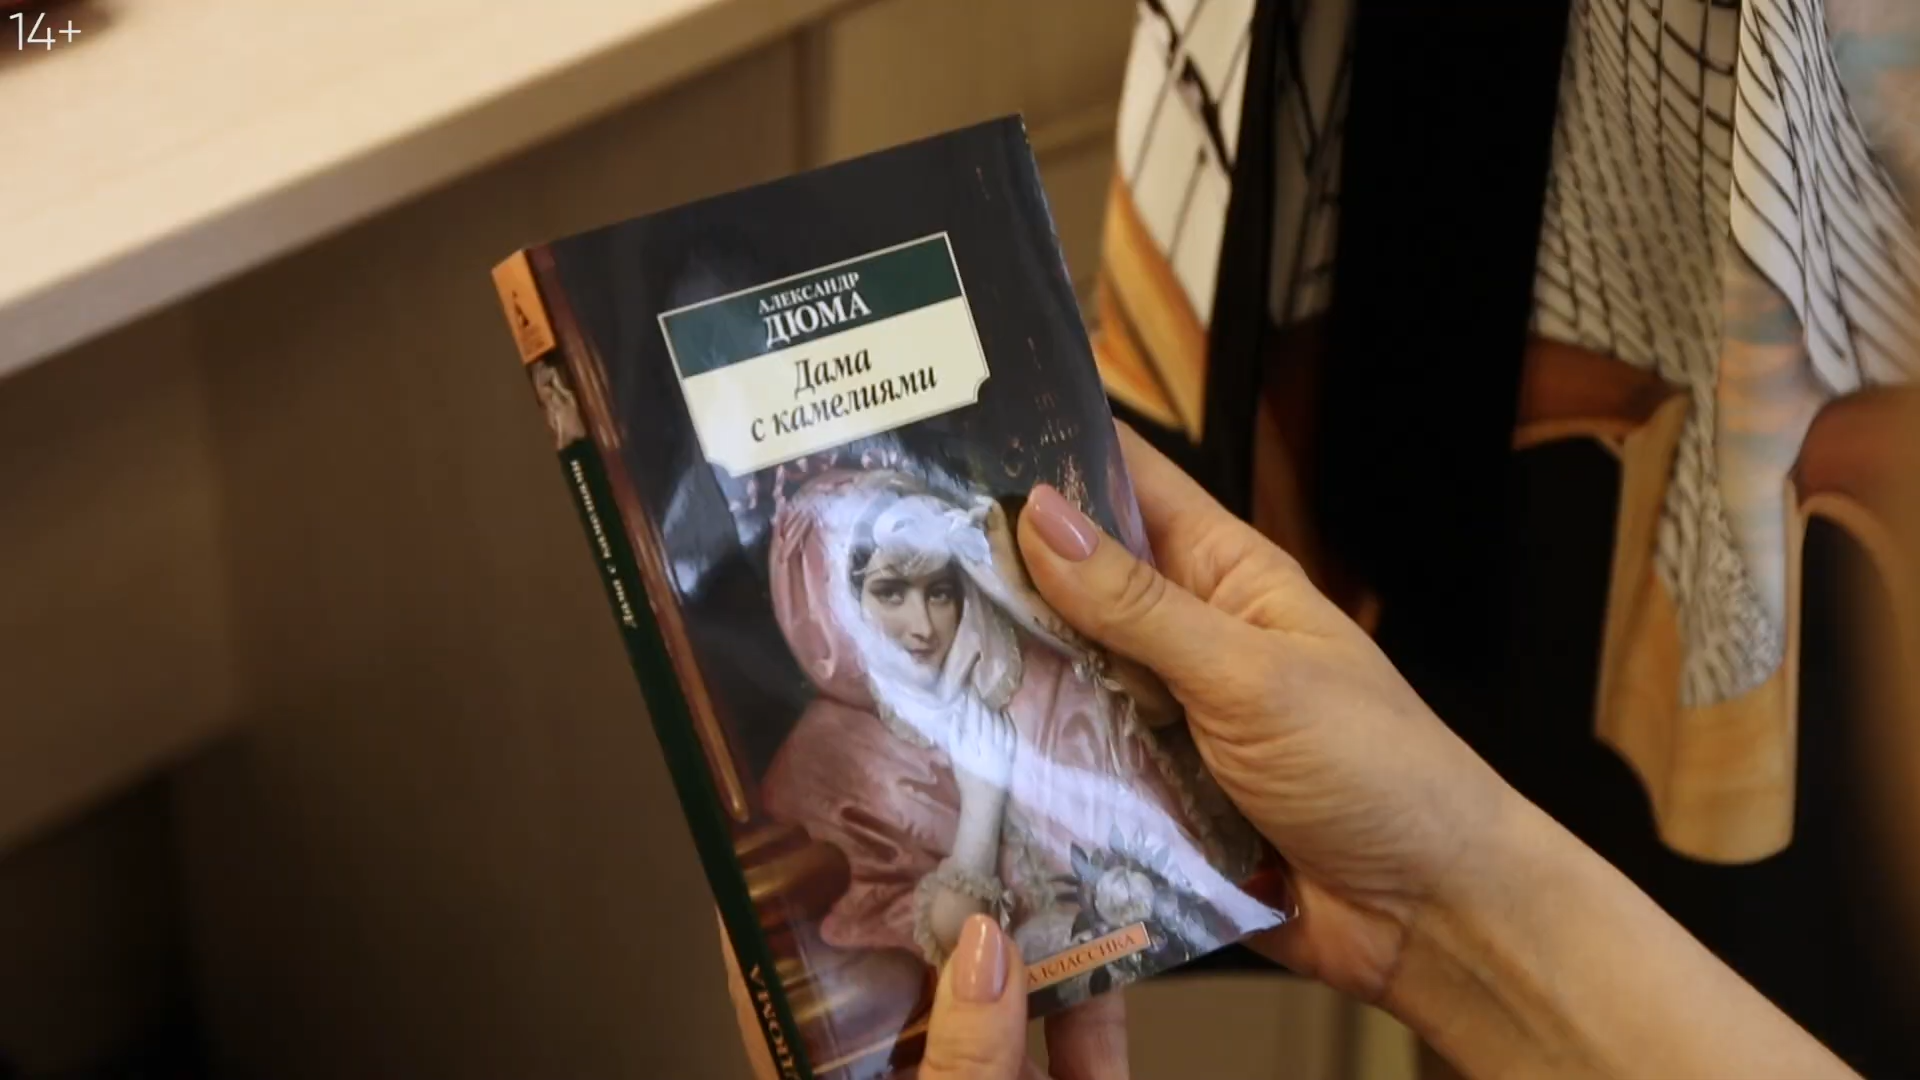 14+
АЛЕКСАНДР
ДЮМА
Дама
с камелиями
Дама с камелиями
ДЮМА
КЛАССИКА